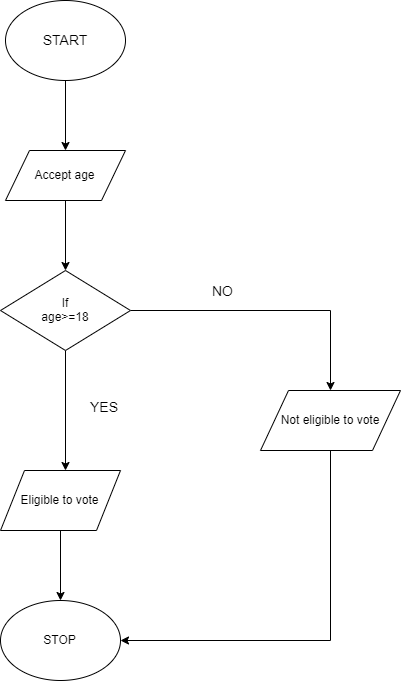 START
Accept age
If
age>=18
NO
YES
Not eligible to vote
Eligible to vote
STOP